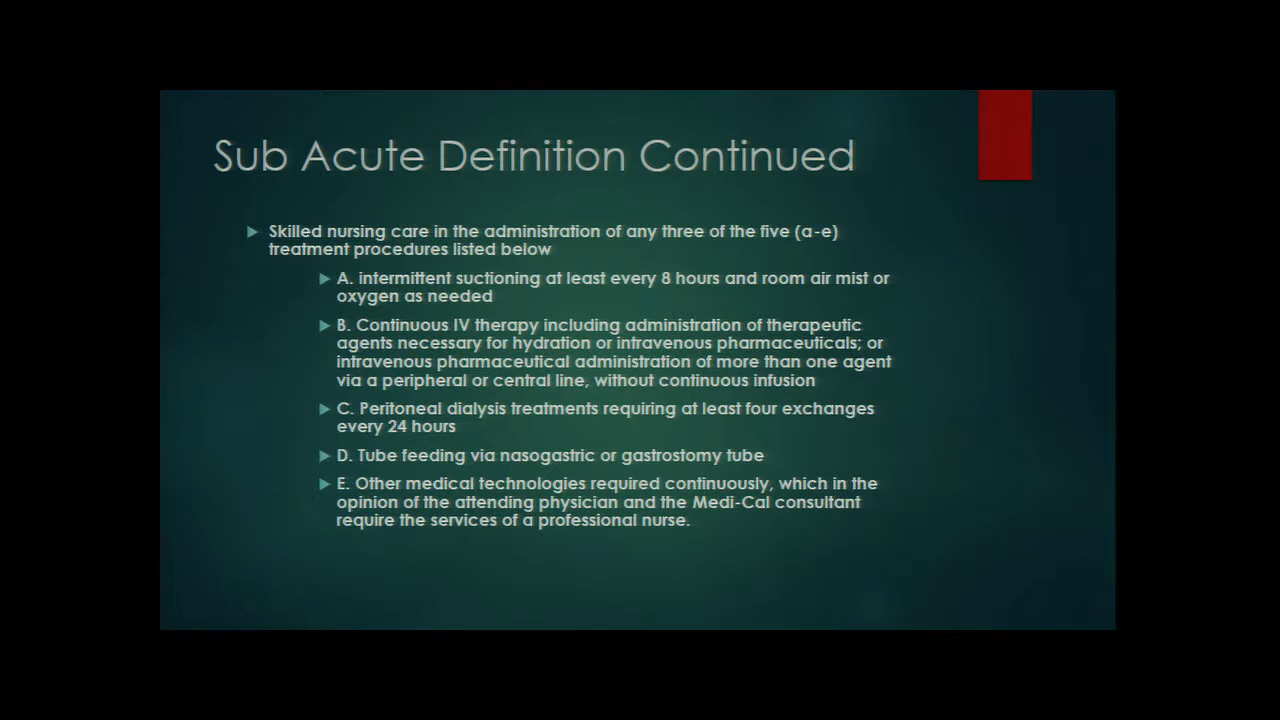 Sub Acute Definition Continued
Skilled nursing care in the administration of any three of the five (a-e)
treatment procedures listed below
A. intermittent suctioning at least every 8 hours and room air mist or
oxygen as needed
B. Continuous IV therapy including administration of therapeutic
agents necessary for hydration or intravenous pharmaceuticals; or
intravenous pharmaceutical administration of more than one agent
via a peripheral or central line, without continuous infusion
C. Peritoneal dialysis treatments requiring at least four exchanges
every 24 hours
D. Tube feeding via nasogastric or gastrostomy tube
E. Other medical technologies required continuously, which in the
opinion of the attending physician and the Medi-Cal consultant
require the services of a professional nurse.